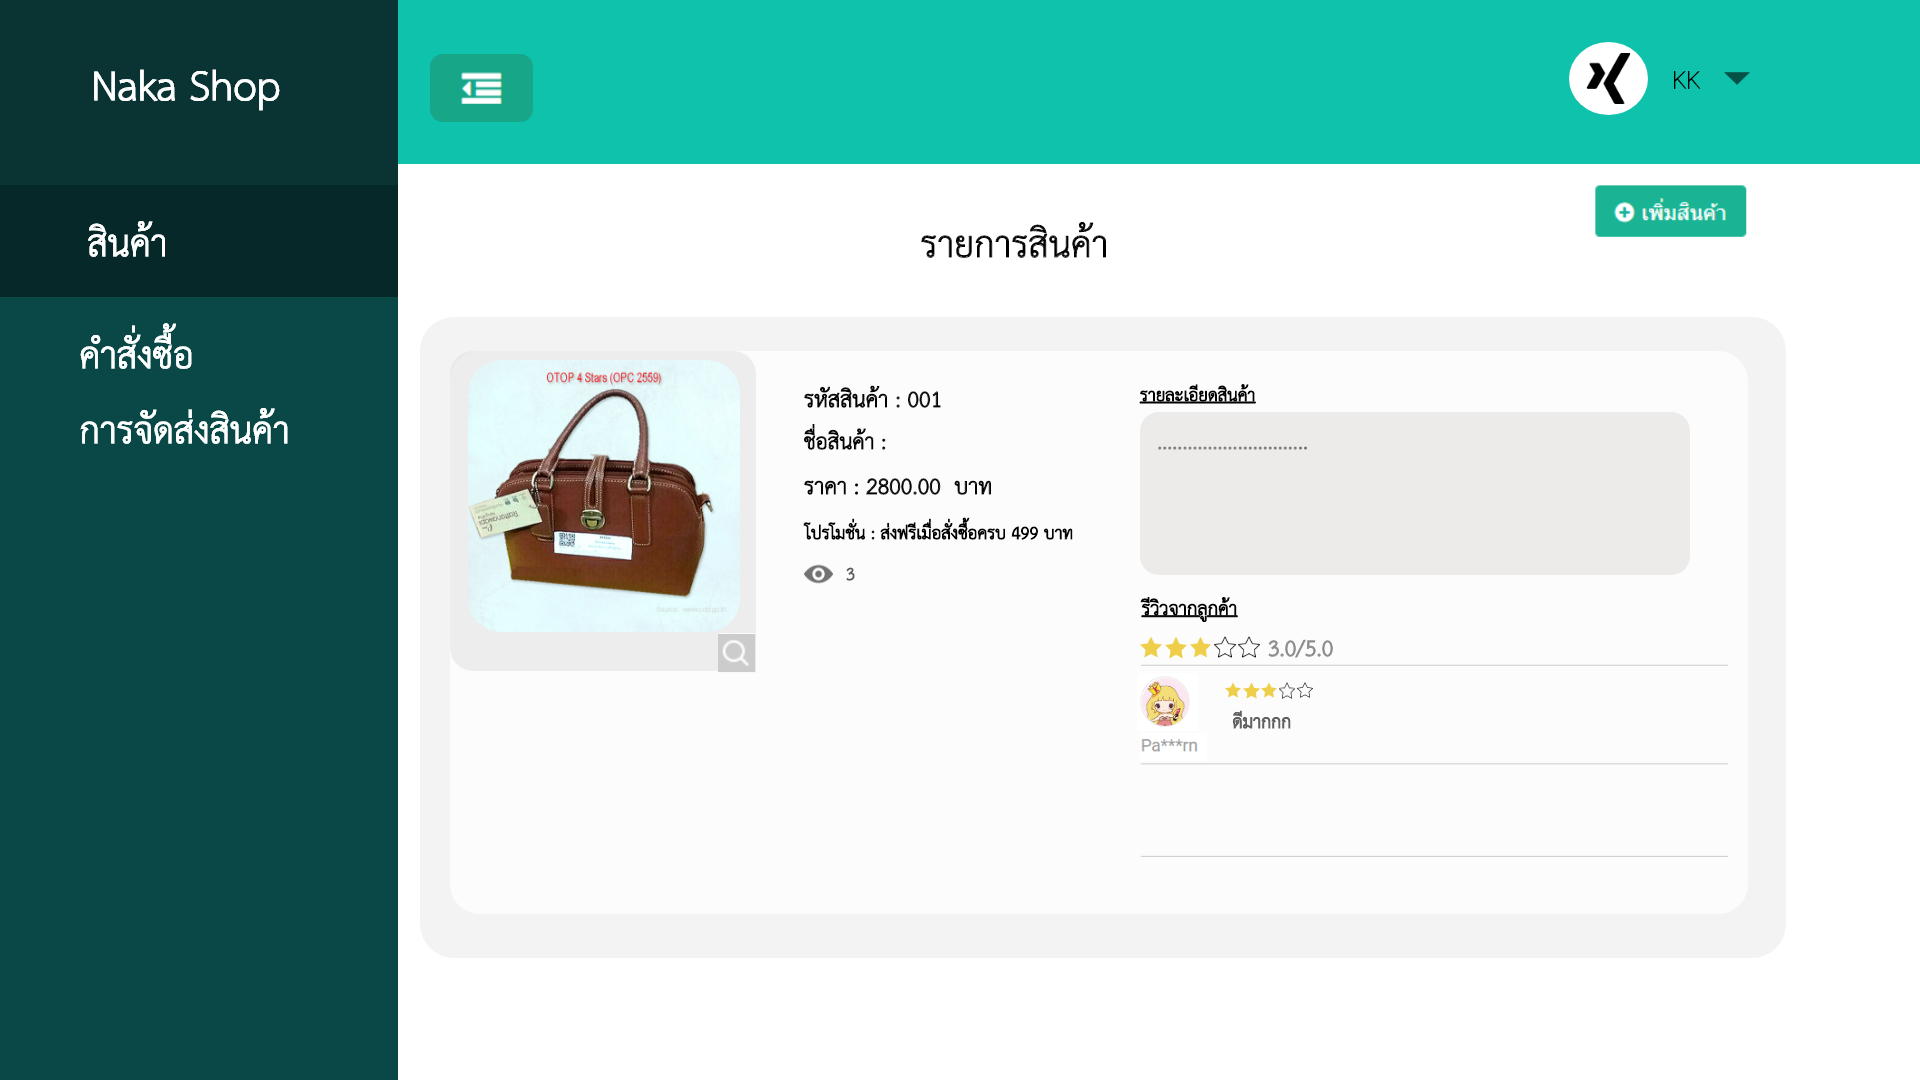 Naka Shop
KK
สินค้า
คำสั่งซื้อ
การจัดส่งสินค้า
เพิ่มสินค้า
รายการสินค้า
OTOP 4 Stars (OPC 2559)
รหัสสินค้า : 001
ชื่อสินค้า :
ราคา : 2800.00 บาท
โปรโมชั่น : ส่งฟรีเมื่อสั่งซื้อครบ 499 บาท
3
รายละเอียดสินค้า
..............................
รีวิวจากลูกค้า
3.0/5.0
ดีมากกก
Pa***rn